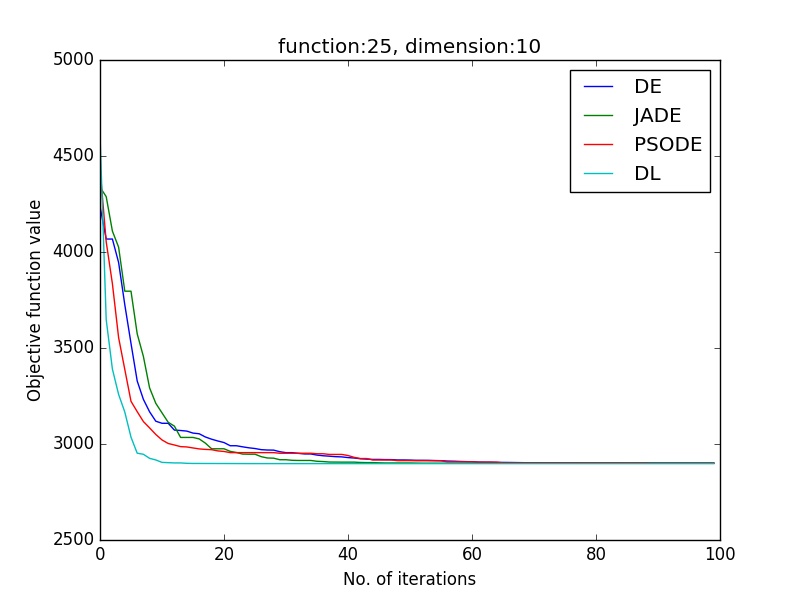 function:25, dimension:10
5000
4500
4000
3500
3000
2500
Objective function value
DE
JADE
PSODE
DL
0 20 40 60 80 100
No. of iterations